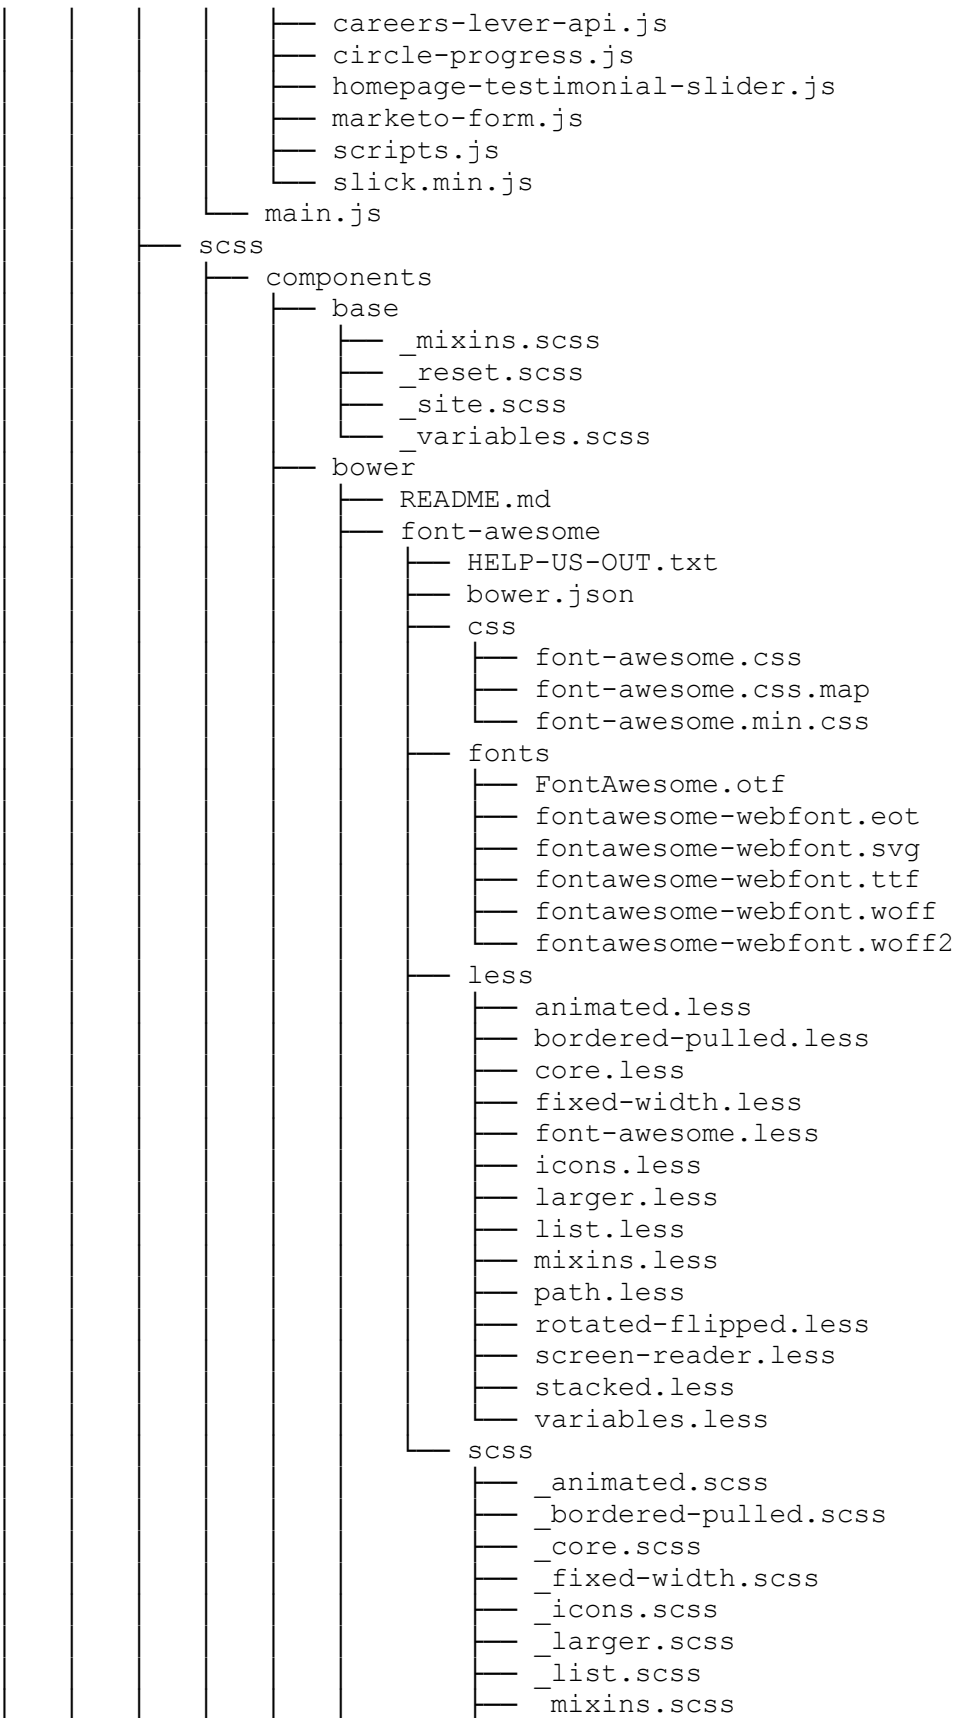 │   │   │   │   ├── careers-lever-api.js
│   │   │   │   ├── circle-progress.js
│   │   │   │   ├── homepage-testimonial-slider.js
│   │   │   │   ├── marketo-form.js
│   │   │   │   ├── scripts.js
│   │   │   │   └── slick.min.js
│   │   │   └── main.js
│   │   ├── scss
│   │   │   ├── components
│   │   │   │   ├── base
│   │   │   │   │   ├── _mixins.scss
│   │   │   │   │   ├── _reset.scss
│   │   │   │   │   ├── _site.scss
│   │   │   │   │   └── _variables.scss
│   │   │   │   ├── bower
│   │   │   │   │   ├── README.md
│   │   │   │   │   ├── font-awesome
│   │   │   │   │   │   ├── HELP-US-OUT.txt
│   │   │   │   │   │   ├── bower.json
│   │   │   │   │   │   ├── css
│   │   │   │   │   │   │   ├── font-awesome.css
│   │   │   │   │   │   │   ├── font-awesome.css.map
│   │   │   │   │   │   │   └── font-awesome.min.css
│   │   │   │   │   │   ├── fonts
│   │   │   │   │   │   │   ├── FontAwesome.otf
│   │   │   │   │   │   │   ├── fontawesome-webfont.eot
│   │   │   │   │   │   │   ├── fontawesome-webfont.svg
│   │   │   │   │   │   │   ├── fontawesome-webfont.ttf
│   │   │   │   │   │   │   ├── fontawesome-webfont.woff
│   │   │   │   │   │   │   └── fontawesome-webfont.woff2
│   │   │   │   │   │   ├── less
│   │   │   │   │   │   │   ├── animated.less
│   │   │   │   │   │   │   ├── bordered-pulled.less
│   │   │   │   │   │   │   ├── core.less
│   │   │   │   │   │   │   ├── fixed-width.less
│   │   │   │   │   │   │   ├── font-awesome.less
│   │   │   │   │   │   │   ├── icons.less
│   │   │   │   │   │   │   ├── larger.less
│   │   │   │   │   │   │   ├── list.less
│   │   │   │   │   │   │   ├── mixins.less
│   │   │   │   │   │   │   ├── path.less
│   │   │   │   │   │   │   ├── rotated-flipped.less
│   │   │   │   │   │   │   ├── screen-reader.less
│   │   │   │   │   │   │   ├── stacked.less
│   │   │   │   │   │   │   └── variables.less
│   │   │   │   │   │   └── scss
│   │   │   │   │   │       ├── _animated.scss
│   │   │   │   │   │       ├── _bordered-pulled.scss
│   │   │   │   │   │       ├── _core.scss
│   │   │   │   │   │       ├── _fixed-width.scss
│   │   │   │   │   │       ├── _icons.scss
│   │   │   │   │   │       ├── _larger.scss
│   │   │   │   │   │       ├── _list.scss
│   │   │   │   │   │       ├── mixins.scss